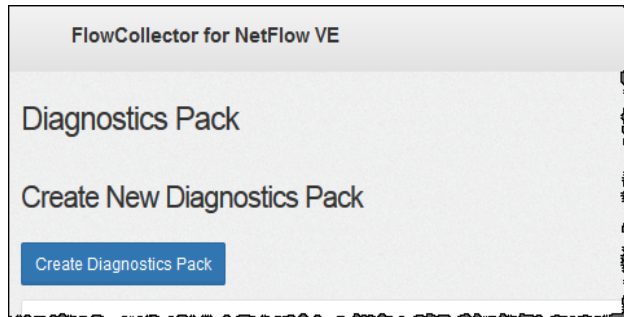 FlowCollector for NetFlow VE
Diagnostics Pack
Create New Diagnostics Pack
Create Diagnostics Pack